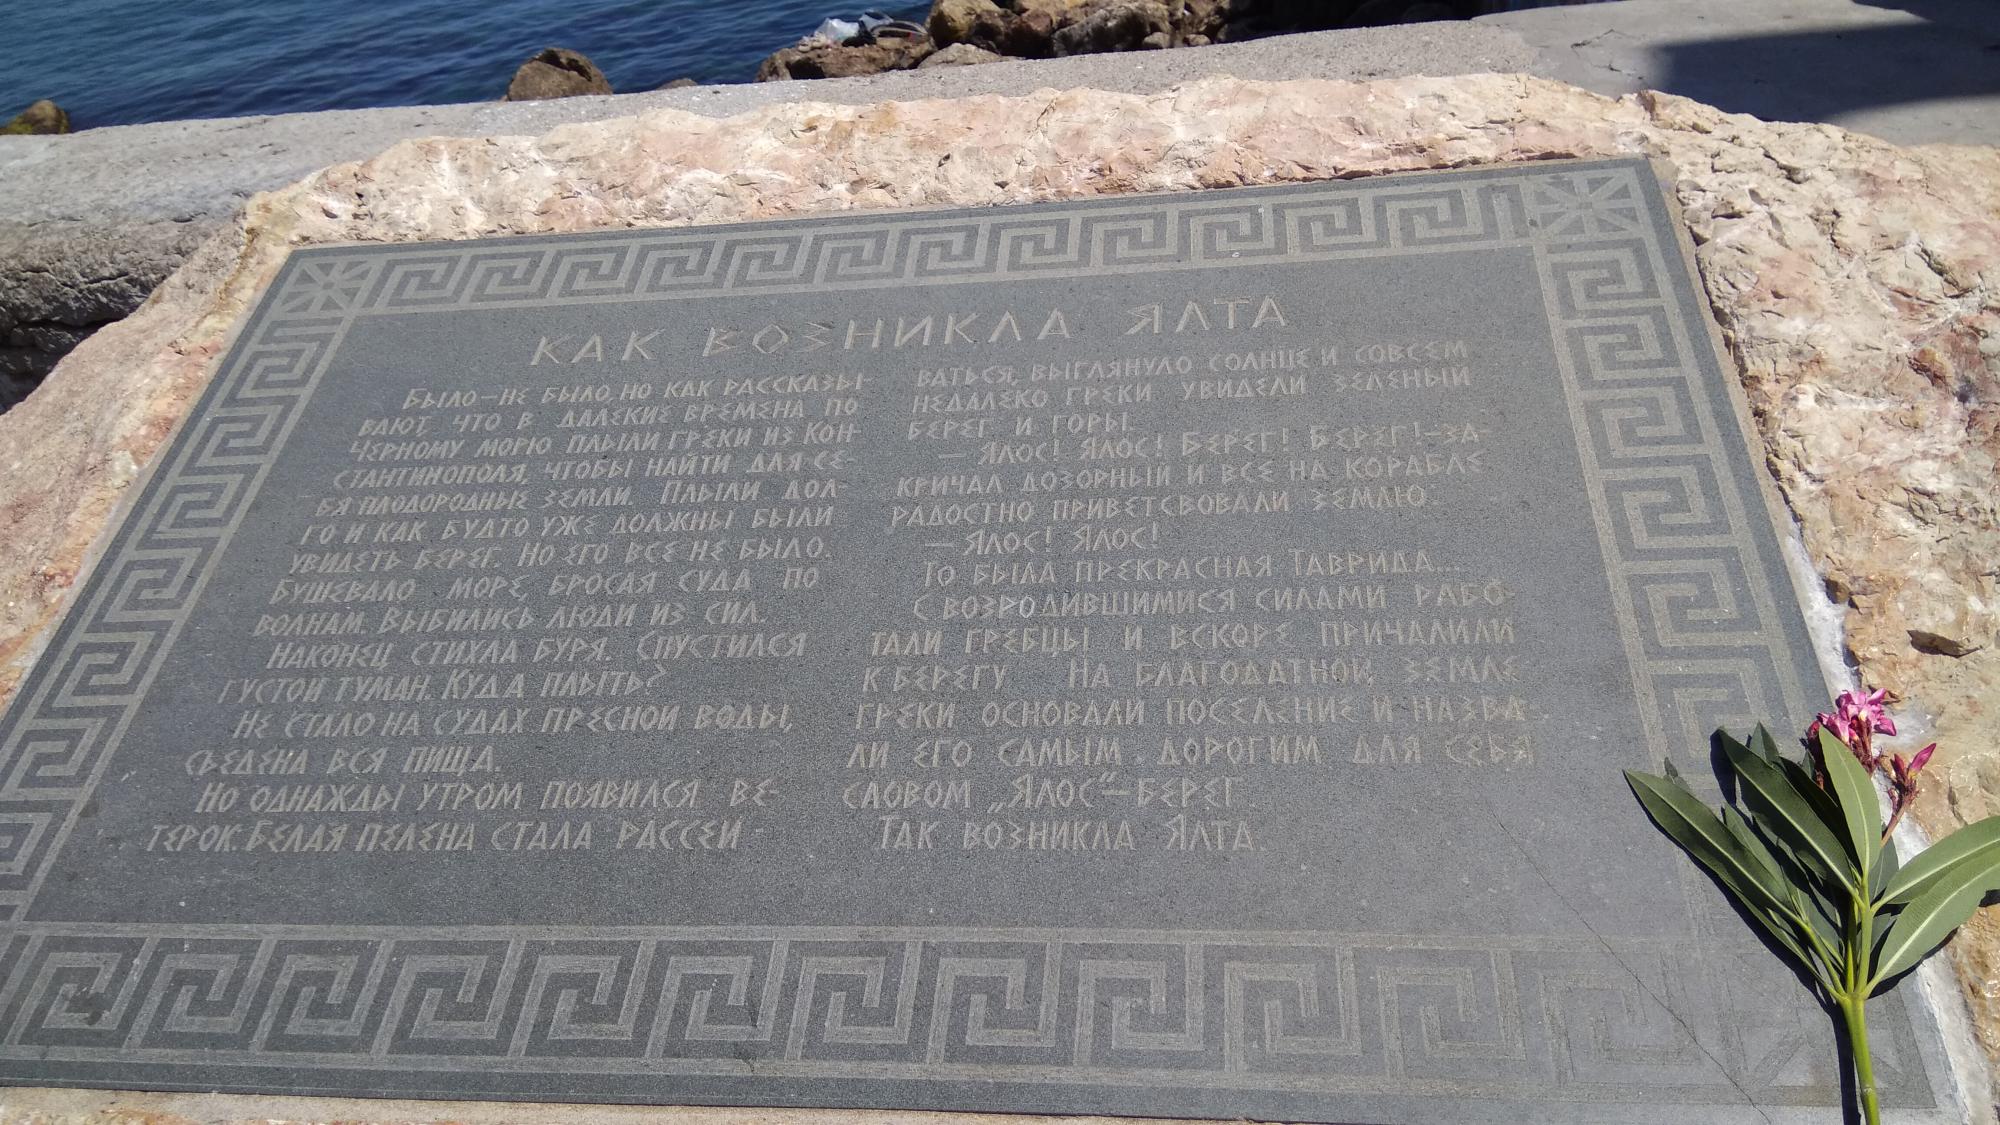 КАК ВОЗНИКЛА ЯЛТА
БЫЛО – НЕ БЫЛО, НО КАК РАССКАЗЫ-
ВАЮТ, ЧТО В ДАЛЕКИЕ ВРЕМЕНА ПО
ЧЕРНОМУ МОРЮ ПЛЫЛИ ГРЕКИ ИЗ КОН-
СТАНТИНОПОЛЯ, ЧТОБЫ НАЙТИ ДЛЯ СЕ-
БЯ ПЛОДОРОДНЫЕ ЗЕМЛИ. ПЛЫЛИ ДОЛ-
ГО И КАК БУДТО УЖЕ ДОЛЖНЫ БЫЛИ
УВИДЕТЬ БЕРЕГ. НО ЕГО ВСЕ НЕ БЫЛО.
БУШЕВАЛО МОРЕ, БРОСАЯ СУДА ПО
ВОЛНАМ. ВЫБИЛИСЬ ЛЮДИ ИЗ СИЛ.
НАКОНЕЦ СТИХЛА БУРЯ. СПУСТИЛСЯ
ГУСТОЙ ТУМАН. КУДА ПЛЫТЬ?
НЕ СТАЛО НА СУДАХ ПРЕСНОЙ ВОДЫ,
СЪЕДЕНА ВСЯ ПИЩА.
НО ОДНАЖДЫ УТРОМ ПОЯВИЛСЯ ВЕ-
ТЕРОК. БЕЛАЯ ПЕЛЕНА СТАЛА РАССЕИ
ВАТЬСЯ, ВЫГЛЯНУЛО СОЛНЦЕ И СОВСЕМ
НЕДАЛЕКО ГРЕКИ УВИДЕЛИ ЗЕЛЕНЫЙ
БЕРЕГ И ГОРЫ.
– ЯЛОС! ЯЛОС! БЕРЕГ! БЕРЕГ! – ЗА-
КРИЧАЛ ДОЗОРНЫЙ И ВСЕ НА КОРАБЛЕ
РАДОСТНО ПРИВЕТСВОВАЛИ ЗЕМЛЮ.
– ЯЛОС! ЯЛОС!
ТО БЫЛА ПРЕКРАСНАЯ ТАВРИДА...
С ВОЗРОДИВШИМИСЯ СИЛАМИ РАБО-
ТАЛИ ГРЕБЦЫ И ВСКОРЕ ПРИЧАЛИЛИ
К БЕРЕГУ НА БЛАГОДАТНОЙ ЗЕМЛЕ
ГРЕКИ ОСНОВАЛИ ПОСЕЛЕНИЕ И НАЗВА-
ЛИ ЕГО САМЫМ ДОРОГИМ ДЛЯ СЕБЯ
СЛОВОМ „ЯЛОС“ – БЕРЕГ.
ТАК ВОЗНИКЛА ЯЛТА.